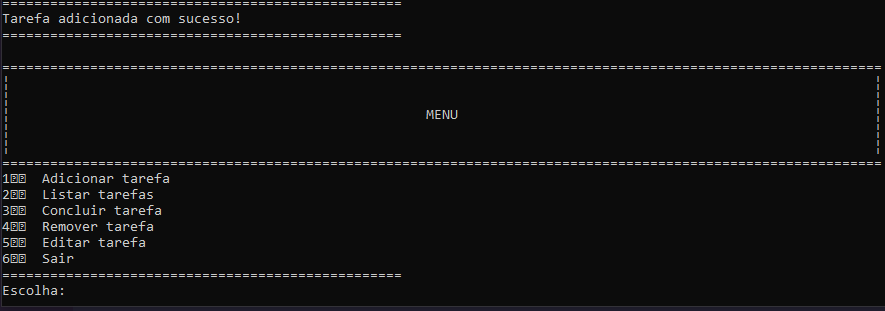 ==================================================
Tarefa adicionada com sucesso!
==================================================
==============================================================================================================
¦ ¦
¦ ¦
¦ MENU ¦
¦ ¦
¦ ¦
==============================================================================================================
1⍰⍰ Adicionar tarefa
2⍰⍰ Listar tarefas
3⍰⍰ Concluir tarefa
4⍰⍰ Remover tarefa
5⍰⍰ Editar tarefa
6⍰⍰ Sair
==================================================
Escolha: